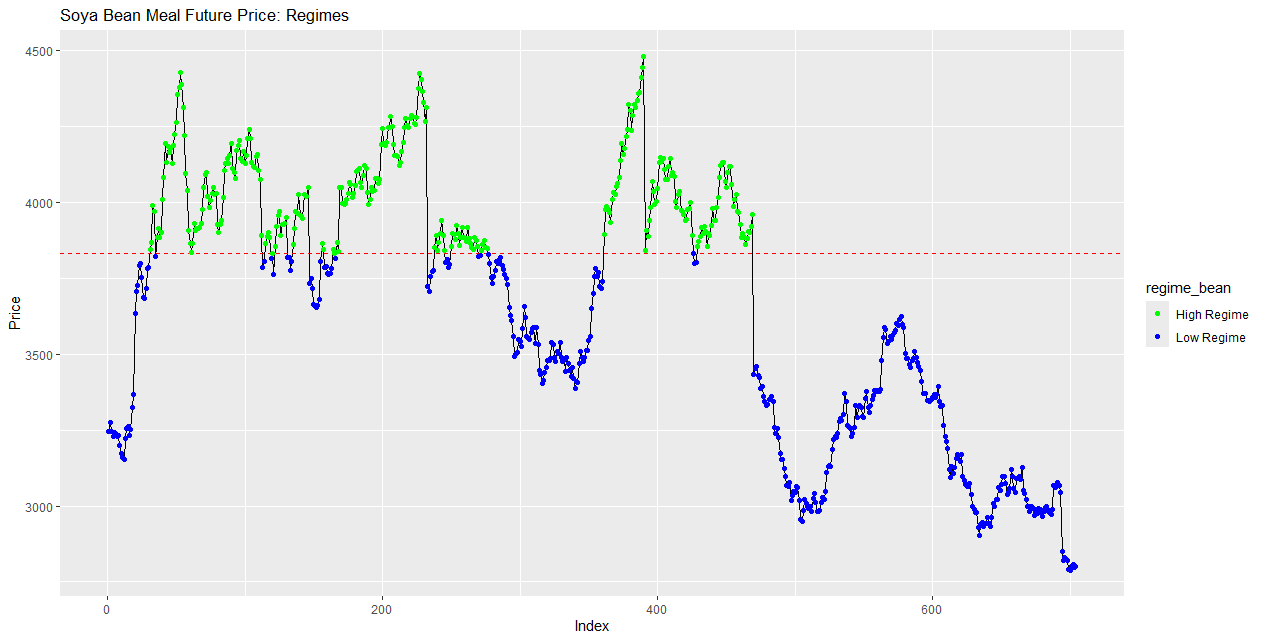 Soya Bean Meal Future Price: Regimes
4500
4000
3500
3000
Price
0
200
400
600
Index
regime_bean
High Regime
Low Regime